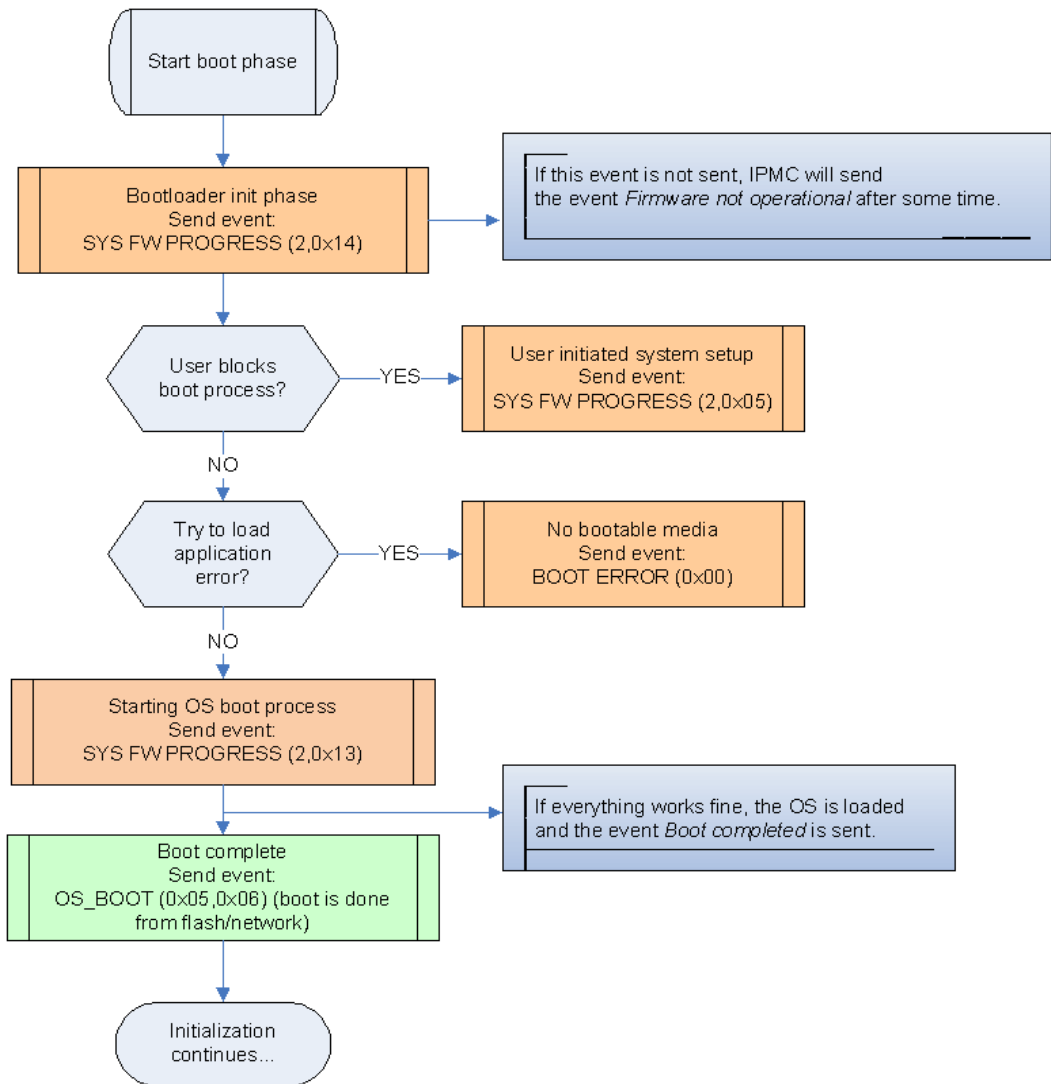 Start boot phase
Bootloader init phase
Send event:
SYS FW PROGRESS (2,0x14)
If this event is not sent, IPMC will send
the event Firmware not operational after some time.
User blocks
boot process?
YES
User initiated system setup
Send event:
SYS FW PROGRESS (2,0x05)
NO
Try to load
application
error?
YES
No bootable media
Send event:
BOOT ERROR (0x00)
NO
Starting OS boot process
Send event:
SYS FW PROGRESS (2,0x13)
If everything works fine, the OS is loaded
and the event Boot completed is sent.
Boot complete
Send event:
OS_BOOT (0x05,0x06) (boot is done
from flash/network)
Initialization
continues...